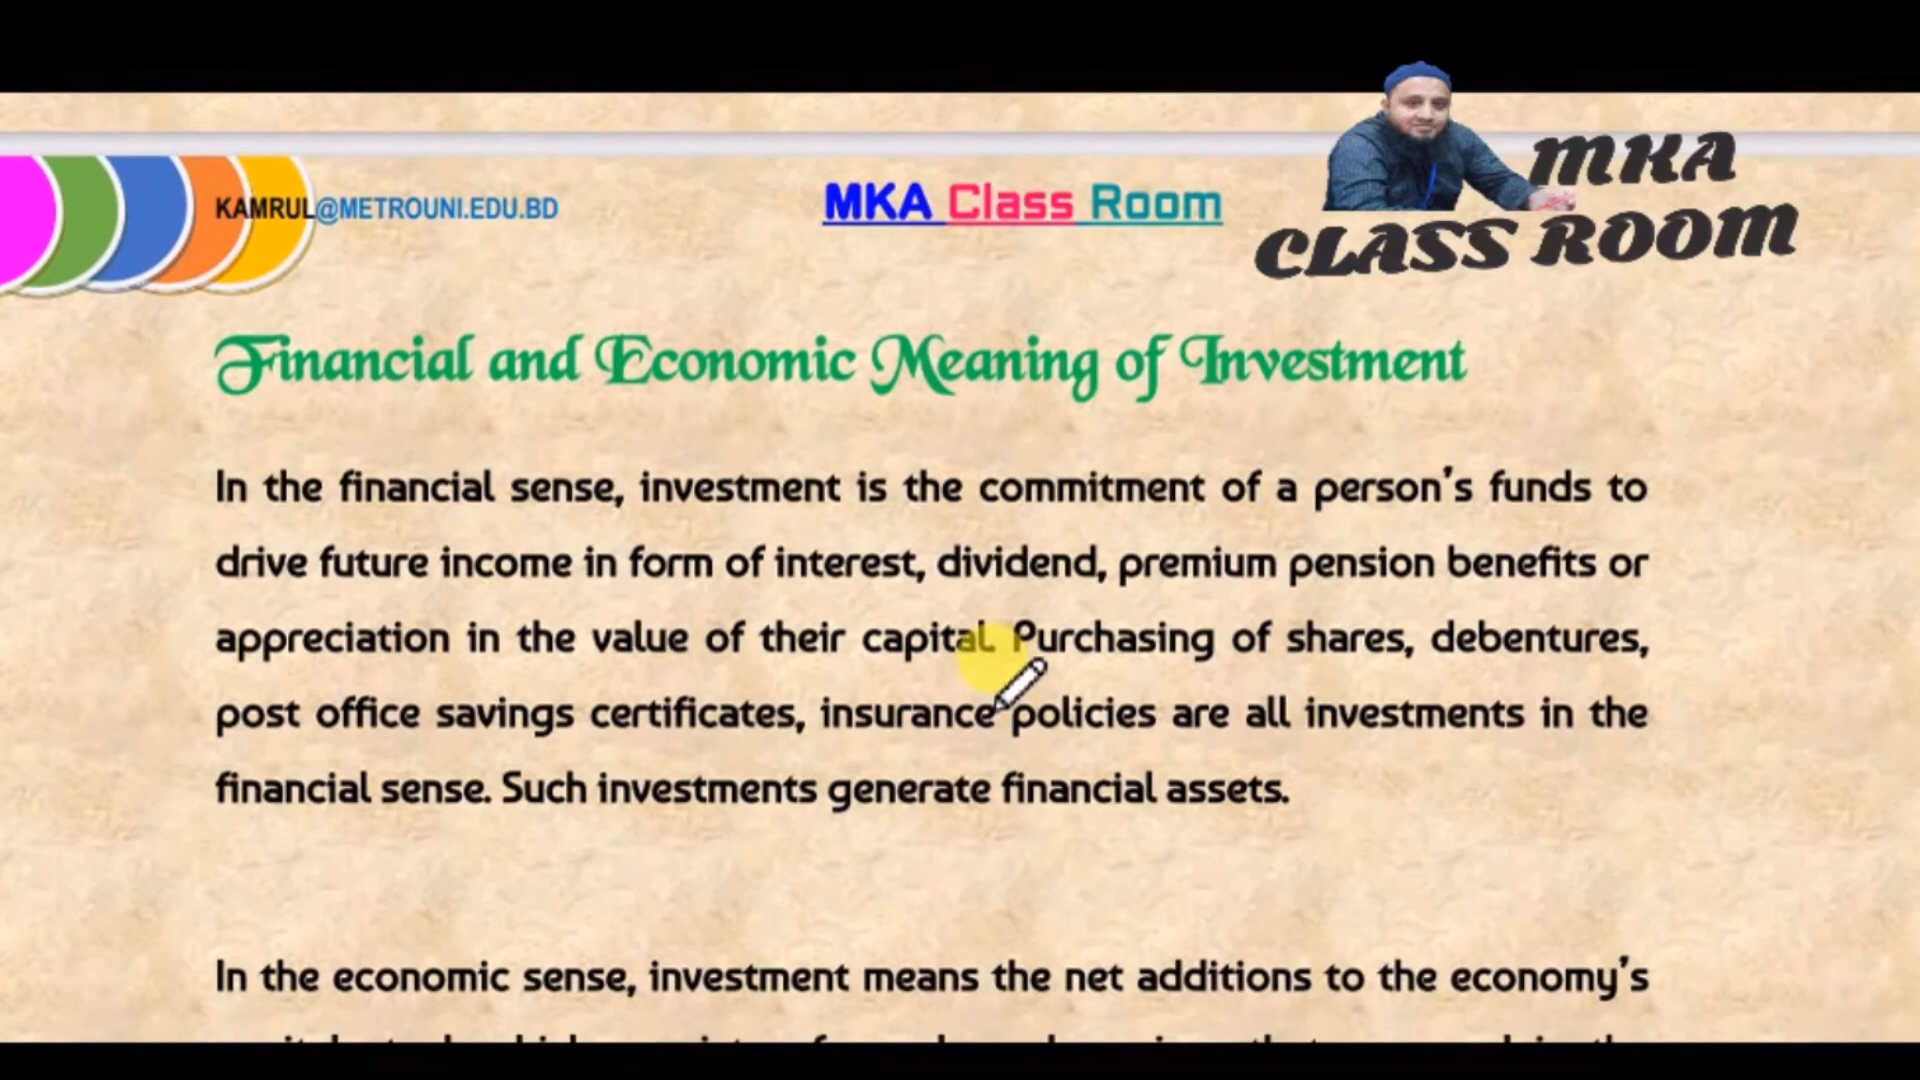 MKA
CLASS ROOM
KAMRUL@METROUNI.EDU.BD
MKA Class Room
Financial and Economic Meaning of Investment
In the financial sense, investment is the commitment of a person's funds to
drive future income in form of interest, dividend, premium pension benefits or
appreciation in the value of their capital. Purchasing of shares, debentures,
post office savings certificates, insurance policies are all investments in the
financial sense. Such investments generate financial assets.
In the economic sense, investment means the net additions to the economy's